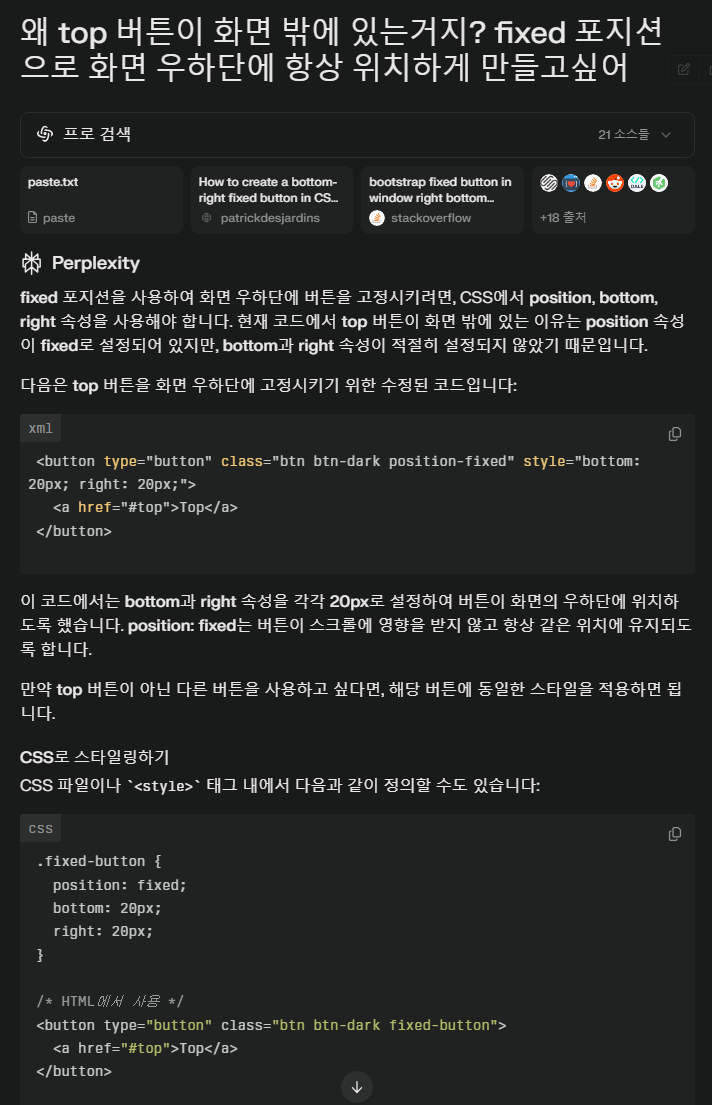 왜 top 버튼이 화면 밖에 있는거지? fixed 포지션
으로 화면 우하단에 항상 위치하게 만들고싶어
프로 검색
21 소스들
paste.txt
paste
How to create a bottom-
right fixed button in CS...
patrickdesjardins
bootstrap fixed button in
window right bottom...
stackoverflow
+18 출처
Perplexity
fixed 포지션을 사용하여 화면 우하단에 버튼을 고정시키려면, CSS에서 position, bottom,
right 속성을 사용해야 합니다. 현재 코드에서 top 버튼이 화면 밖에 있는 이유는 position 속성
이 fixed로 설정되어 있지만, bottom과 right 속성이 적절히 설정되지 않았기 때문입니다.
다음은 top 버튼을 화면 우하단에 고정시키기 위한 수정된 코드입니다:
xml
<button type="button" class="btn btn-dark position-fixed" style="bottom:
20px; right: 20px;">
<a href="#top">Top</a>
</button>
이 코드에서는 bottom과 right 속성을 각각 20px로 설정하여 버튼이 화면의 우하단에 위치하
도록 했습니다. position: fixed는 버튼이 스크롤에 영향을 받지 않고 항상 같은 위치에 유지되도
록 합니다.
만약 top 버튼이 아닌 다른 버튼을 사용하고 싶다면, 해당 버튼에 동일한 스타일을 적용하면 됩
니다.
CSS로 스타일링하기
CSS 파일이나 `<style>` 태그 내에서 다음과 같이 정의할 수도 있습니다:
css
.fixed-button {
position: fixed;
bottom: 20px;
right: 20px;
}
/* HTML에서 사용 */
<button type="button" class="btn btn-dark fixed-button">
<a href="#top">Top</a>
</button>